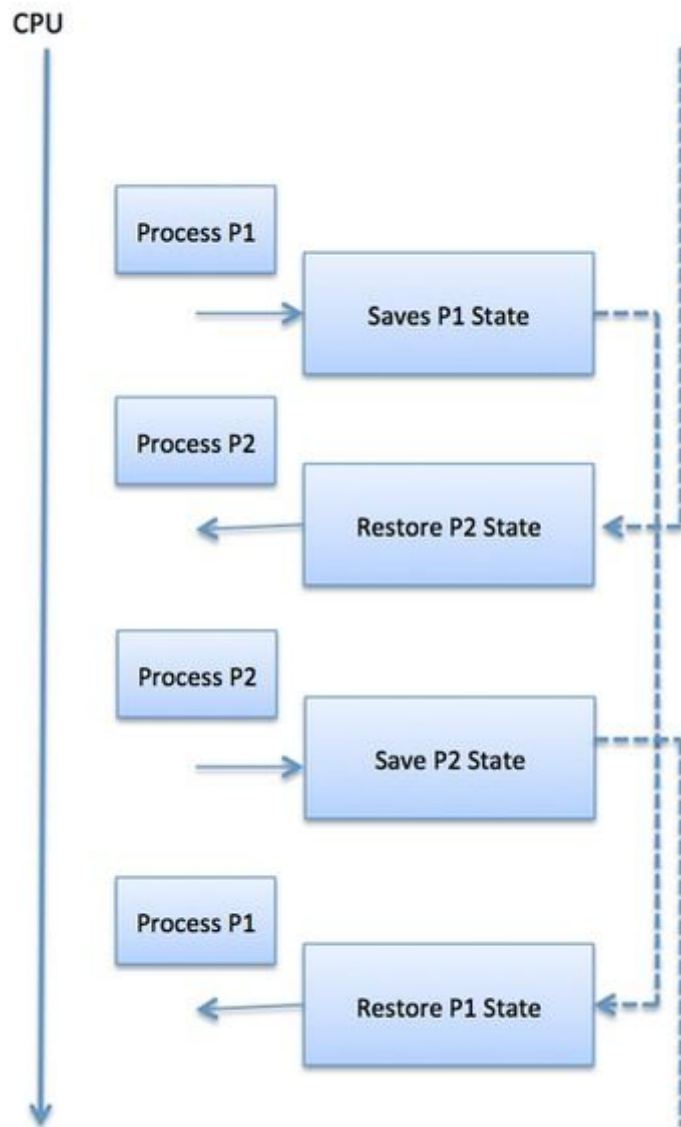 CPU
Process P1
Saves P1 State
Process P2
Restore P2 State
Process P2
Save P2 State
Process P1
Restore P1 State